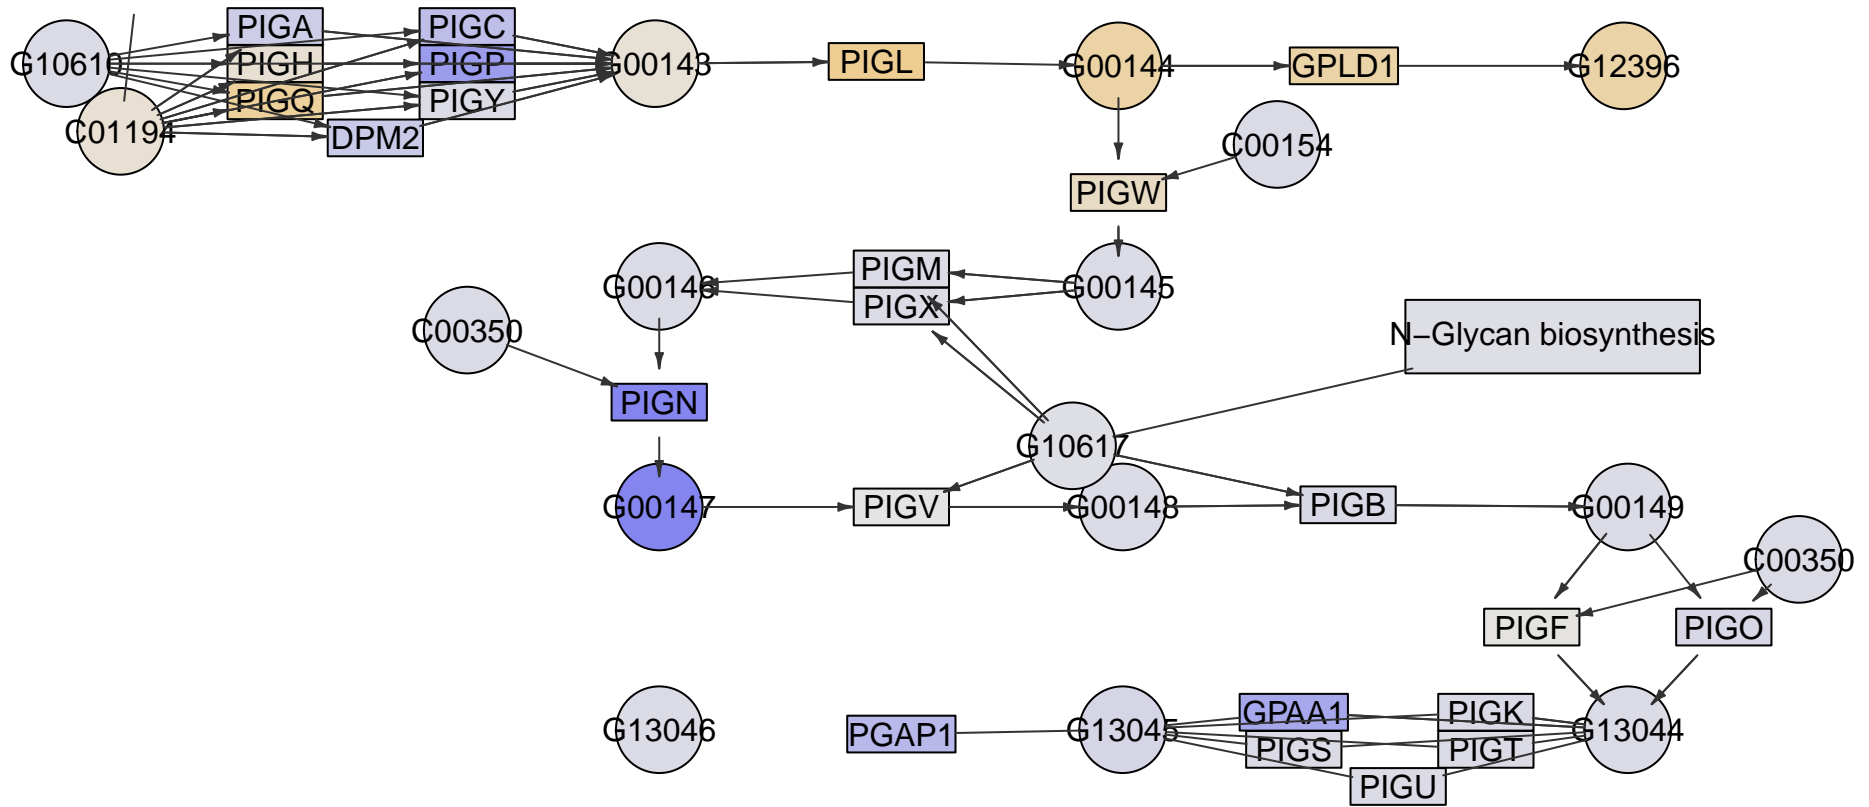 PIGA
PIGC
G10610
PIGH
PIGP
G00143
PIGL
G00144
GPLD1
G12396
PIGQ
PIGY
C01194
DPM2
C00154
PIGW
PIGM
G00146
G00145
PIGX
C00350
N–Glycan biosynthesis
PIGN
G10617
G00147
PIGV
G00148
PIGB
G00149
C00350
PIGF
PIGO
GPAA1
PIGK
G13046
PGAP1
G13045
G13044
PIGS
PIGT
PIGU